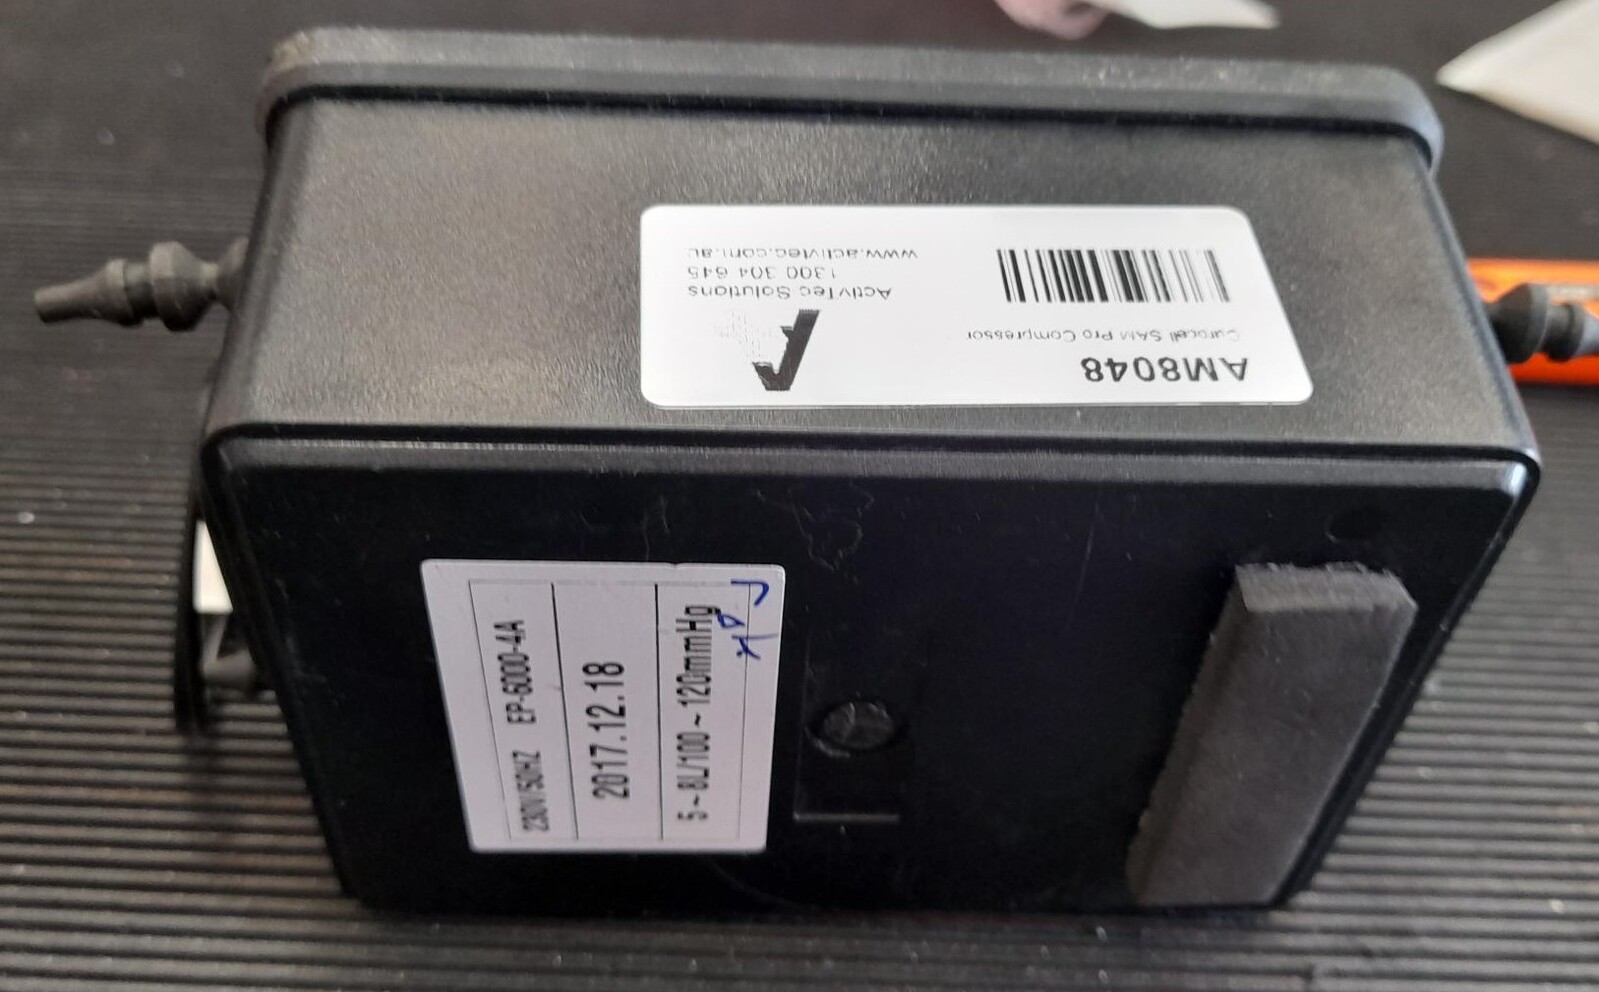 AM8048
Curocell SAM Pro Compressor
ActivTec Solutions
1300 304 645
www.activtec.com.au
230V/50HZ EP-6000-4A
2017.12.18
5~8L/100~120mmHg